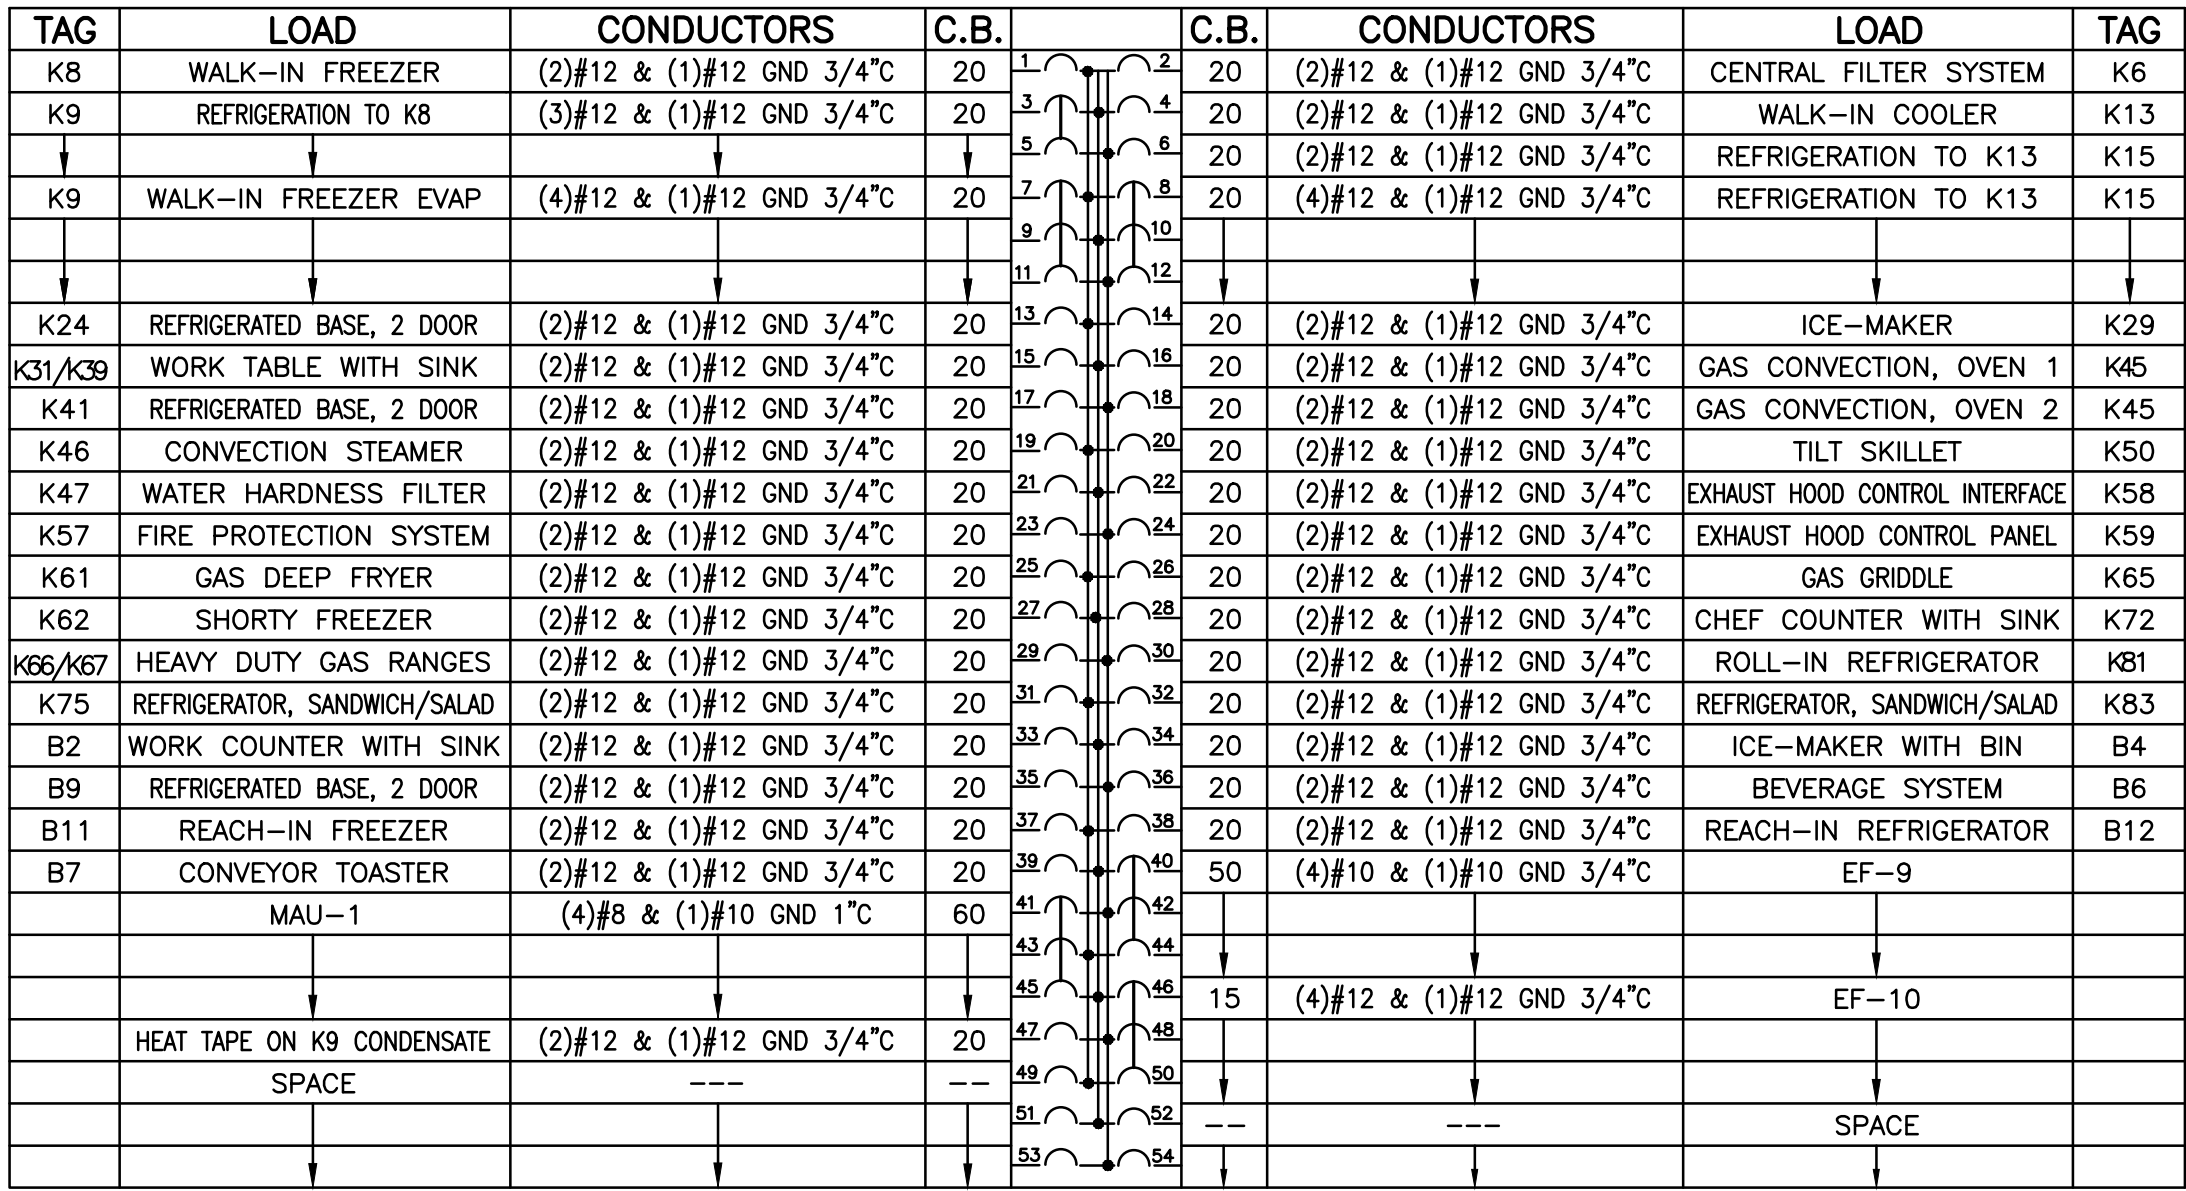 TAG LOAD CONDUCTORS C.B. C.B. CONDUCTORS LOAD TAG
K8 WALK-IN FREEZER (2)#12 & (1)#12 GND 3/4"C 20 1 2 20 (2)#12 & (1)#12 GND 3/4"C CENTRAL FILTER SYSTEM K6
K9 REFRIGERATION TO K8 (3)#12 & (1)#12 GND 3/4"C 20 3 4 20 (2)#12 & (1)#12 GND 3/4"C WALK-IN COOLER K13
5 6 20 (2)#12 & (1)#12 GND 3/4"C REFRIGERATION TO K13 K15
K9 WALK-IN FREEZER EVAP (4)#12 & (1)#12 GND 3/4"C 20 7 8 20 (4)#12 & (1)#12 GND 3/4"C REFRIGERATION TO K13 K15
9 10
11 12
K24 REFRIGERATED BASE, 2 DOOR (2)#12 & (1)#12 GND 3/4"C 20 13 14 20 (2)#12 & (1)#12 GND 3/4"C ICE-MAKER K29
K31/K39 WORK TABLE WITH SINK (2)#12 & (1)#12 GND 3/4"C 20 15 16 20 (2)#12 & (1)#12 GND 3/4"C GAS CONVECTION, OVEN 1 K45
K41 REFRIGERATED BASE, 2 DOOR (2)#12 & (1)#12 GND 3/4"C 20 17 18 20 (2)#12 & (1)#12 GND 3/4"C GAS CONVECTION, OVEN 2 K45
K46 CONVECTION STEAMER (2)#12 & (1)#12 GND 3/4"C 20 19 20 20 (2)#12 & (1)#12 GND 3/4"C TILT SKILLET K50
K47 WATER HARDNESS FILTER (2)#12 & (1)#12 GND 3/4"C 20 21 22 20 (2)#12 & (1)#12 GND 3/4"C EXHAUST HOOD CONTROL INTERFACE K58
K57 FIRE PROTECTION SYSTEM (2)#12 & (1)#12 GND 3/4"C 20 23 24 20 (2)#12 & (1)#12 GND 3/4"C EXHAUST HOOD CONTROL PANEL K59
K61 GAS DEEP FRYER (2)#12 & (1)#12 GND 3/4"C 20 25 26 20 (2)#12 & (1)#12 GND 3/4"C GAS GRIDDLE K65
K62 SHORTY FREEZER (2)#12 & (1)#12 GND 3/4"C 20 27 28 20 (2)#12 & (1)#12 GND 3/4"C CHEF COUNTER WITH SINK K72
K66/K67 HEAVY DUTY GAS RANGES (2)#12 & (1)#12 GND 3/4"C 20 29 30 20 (2)#12 & (1)#12 GND 3/4"C ROLL-IN REFRIGERATOR K81
K75 REFRIGERATOR, SANDWICH/SALAD (2)#12 & (1)#12 GND 3/4"C 20 31 32 20 (2)#12 & (1)#12 GND 3/4"C REFRIGERATOR, SANDWICH/SALAD K83
B2 WORK COUNTER WITH SINK (2)#12 & (1)#12 GND 3/4"C 20 33 34 20 (2)#12 & (1)#12 GND 3/4"C ICE-MAKER WITH BIN B4
B9 REFRIGERATED BASE, 2 DOOR (2)#12 & (1)#12 GND 3/4"C 20 35 36 20 (2)#12 & (1)#12 GND 3/4"C BEVERAGE SYSTEM B6
B11 REACH-IN FREEZER (2)#12 & (1)#12 GND 3/4"C 20 37 38 20 (2)#12 & (1)#12 GND 3/4"C REACH-IN REFRIGERATOR B12
B7 CONVEYOR TOASTER (2)#12 & (1)#12 GND 3/4"C 20 39 40 50 (4)#10 & (1)#10 GND 3/4"C EF-9
MAU-1 (4)#8 & (1)#10 GND 1"C 60 41 42
43 44
45 46 15 (4)#12 & (1)#12 GND 3/4"C EF-10
HEAT TAPE ON K9 CONDENSATE (2)#12 & (1)#12 GND 3/4"C 20 47 48
SPACE --- -- 49 50
51 52 -- --- SPACE
53 54